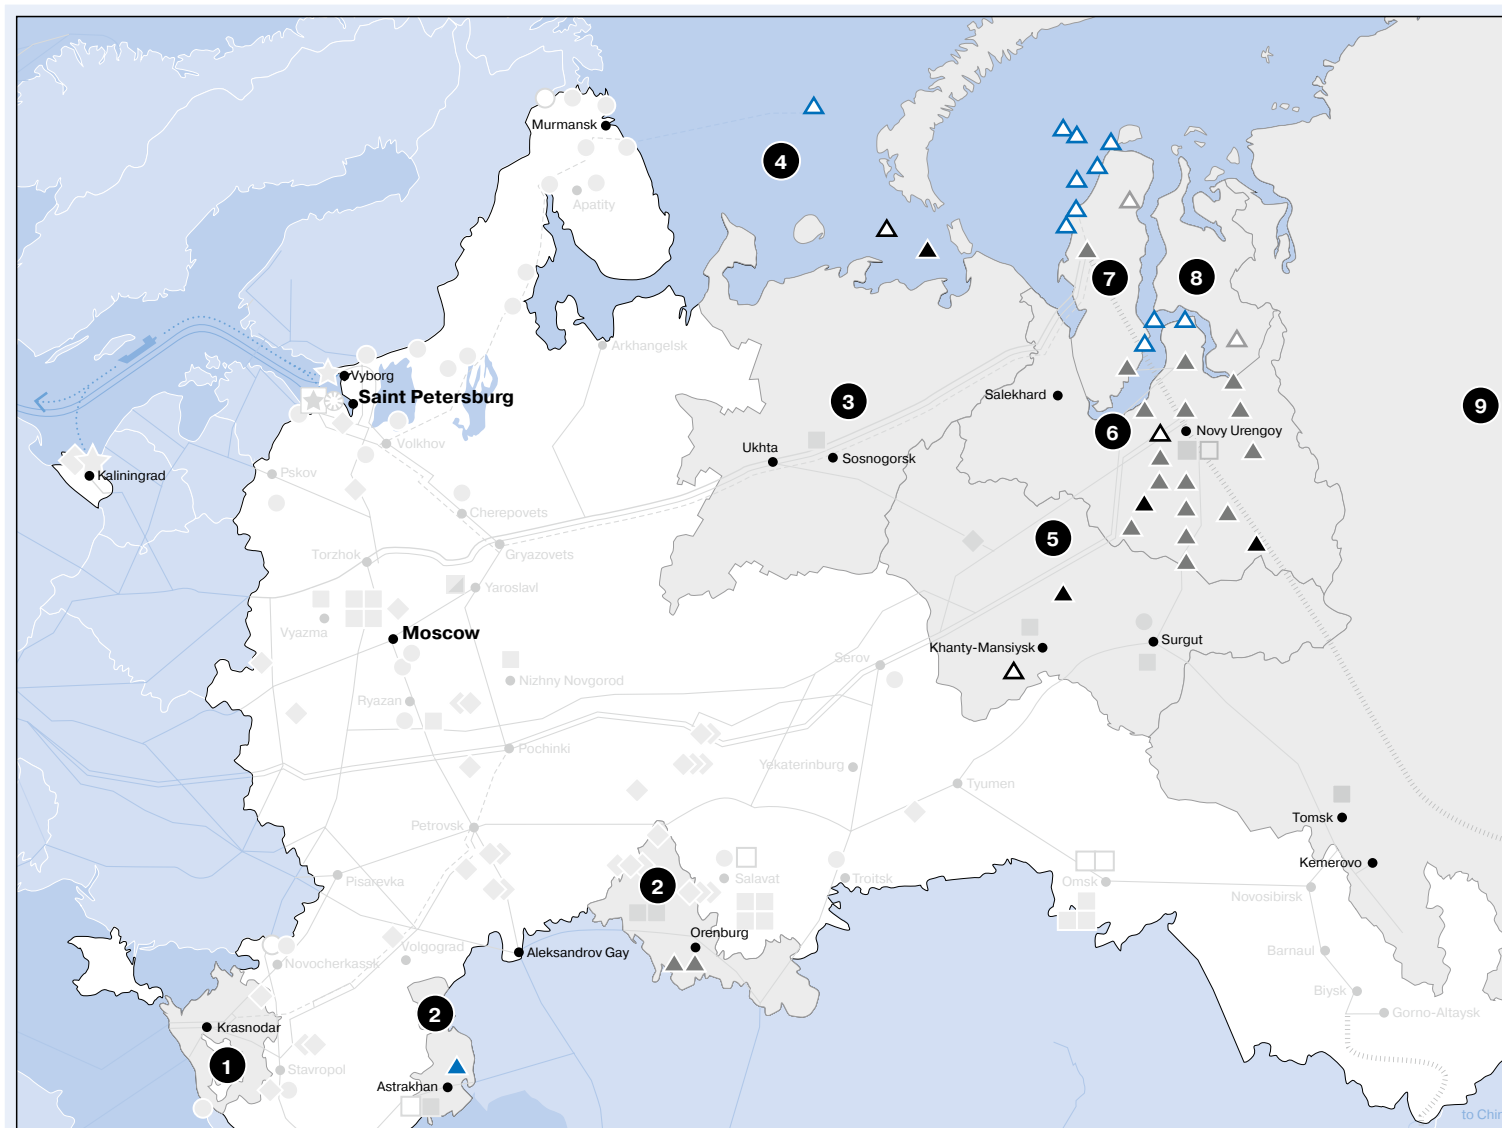 Murmansk
4
Apatity
7
8
Arkhangelsk
Vyborg
Saint Petersburg
Salekhard
3
9
6
Novy Urengoy
Volkhov
Ukhta
Sosnogorsk
Pskov
Kaliningrad
Cherepovets
5
Torzhok
Gryazovets
Yaroslavl
Vyazma
Moscow
Surgut
Khanty-Mansiysk
Serov
Nizhny Novgorod
Ryazan
Pochinki
Yekaterinburg
Tyumen
Tomsk
Petrovsk
Kemerovo
Pisarevka
2
Salavat
Troitsk
Omsk
Novosibirsk
Orenburg
Volgograd
Aleksandrov Gay
Barnaul
Novocherkassk
Biysk
2
Gorno-Altaysk
Krasnodar
1
Stavropol
Astrakhan
to Chin